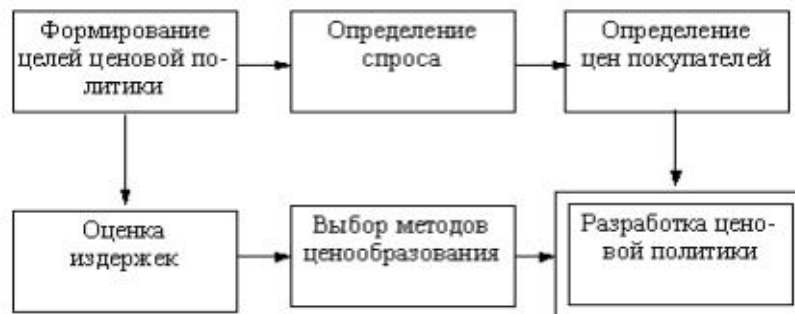 Формирование
целей ценовой по-
литики
Определение
спроса
Определение
цен покупателей
Оценка
издержек
Выбор методов
ценообразования
Разработка цено-
вой политики